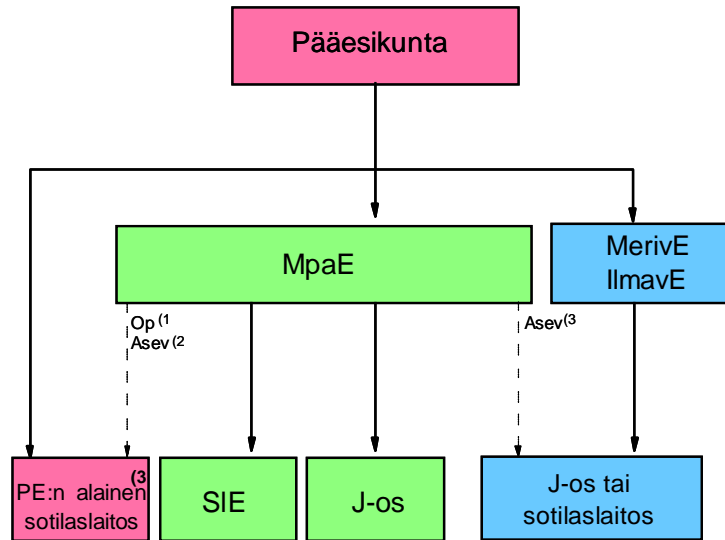 Pääesikunta
MpaE
MerivE
IlmavE
Op (1
Asev (2
Asev (3
(3
PE:n alainen
sotilaslaitos
SIE
J-os
J-os tai
sotilaslaitos